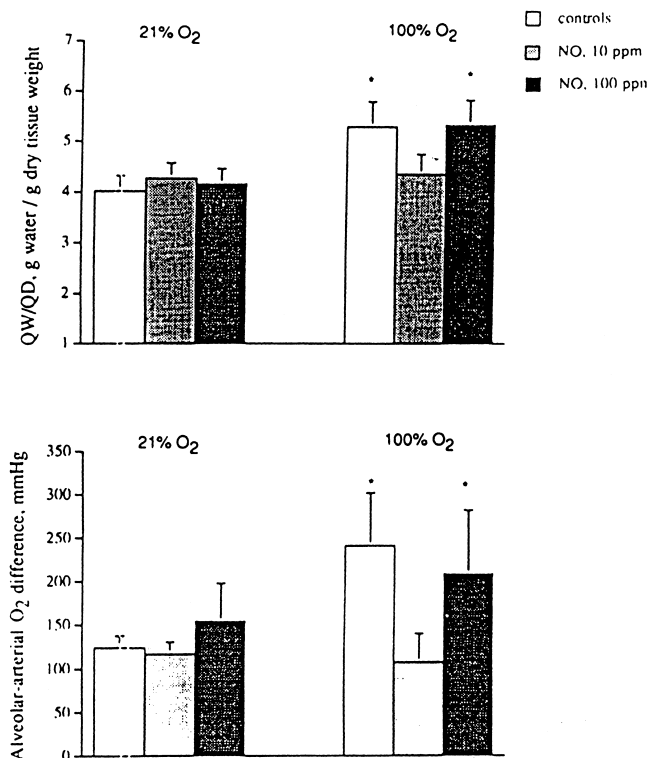 controls
NO, 10 ppm
NO, 100 ppn
21% O2
100% O2
7
6
5
4
3
2
1
QW/QD, g water / g dry tissue weight
*
*
21% O2
100% O2
350
300
250
200
150
100
50
0
Alveolar-arterial O2 difference, mmHg
*
*